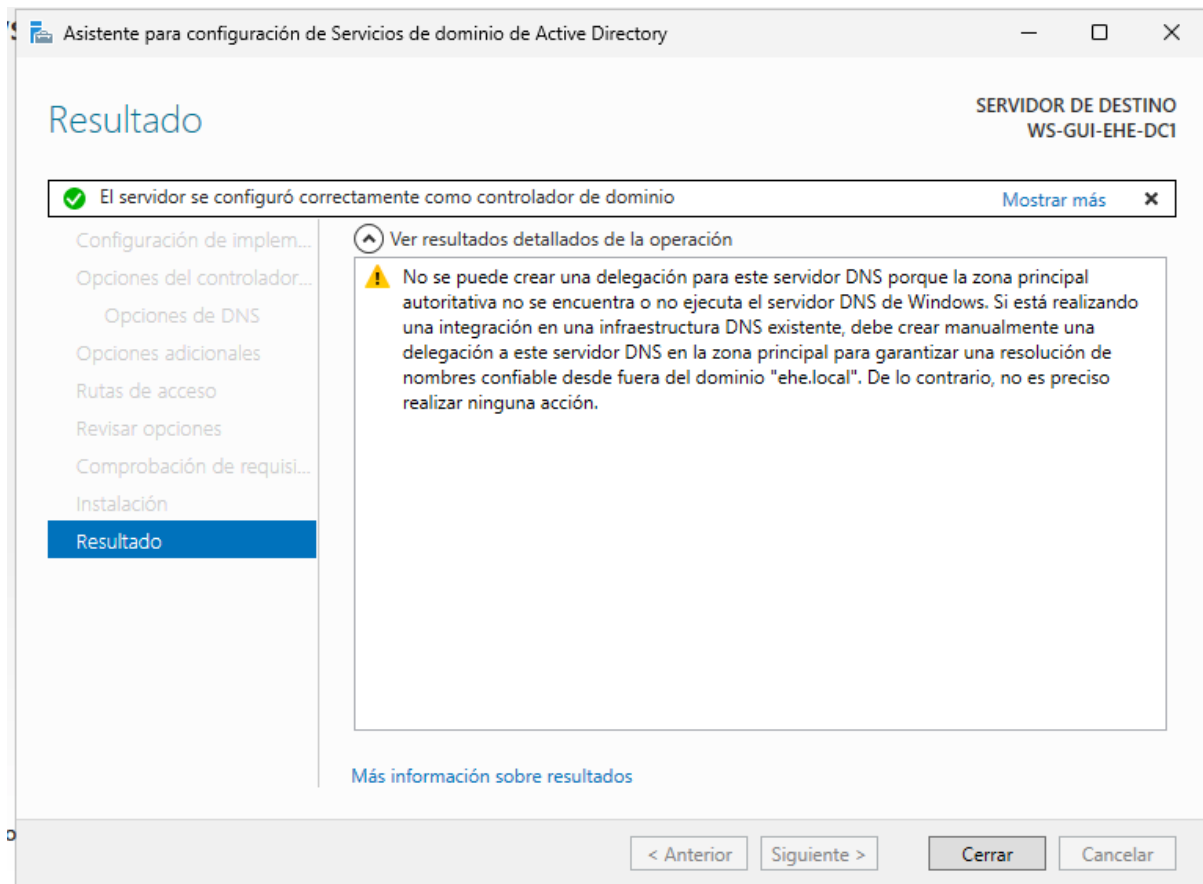 Asistente para configuración de Servicios de dominio de Active Directory
Resultado
SERVIDOR DE DESTINO
WS-GUI-EHE-DC1
El servidor se configuró correctamente como controlador de dominio
Mostrar más
Configuración de implem...
Opciones del controlador...
Opciones de DNS
Opciones adicionales
Rutas de acceso
Revisar opciones
Comprobación de requisi...
Instalación
Resultado
Ver resultados detallados de la operación
No se puede crear una delegación para este servidor DNS porque la zona principal
autoritativa no se encuentra o no ejecuta el servidor DNS de Windows. Si está realizando
una integración en una infraestructura DNS existente, debe crear manualmente una
delegación a este servidor DNS en la zona principal para garantizar una resolución de
nombres confiable desde fuera del dominio "ehe.local". De lo contrario, no es preciso
realizar ninguna acción.
Más información sobre resultados
< Anterior
Siguiente >
Cerrar
Cancelar